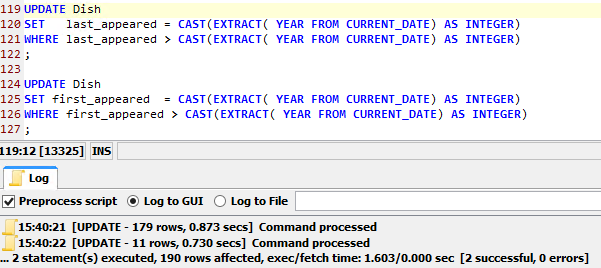 119 UPDATE Dish
120 SET   last_appeared = CAST(EXTRACT( YEAR FROM CURRENT_DATE) AS INTEGER)
121 WHERE last_appeared > CAST(EXTRACT( YEAR FROM CURRENT_DATE) AS INTEGER)
122 ;
123
124 UPDATE Dish
125 SET first_appeared  = CAST(EXTRACT( YEAR FROM CURRENT_DATE) AS INTEGER)
126 WHERE first_appeared > CAST(EXTRACT( YEAR FROM CURRENT_DATE) AS INTEGER)
127 ;
119:12 [13325] INS
Log
Preprocess script Log to GUI Log to File
15:40:21 [UPDATE - 179 rows, 0.873 secs] Command processed
15:40:22 [UPDATE - 11 rows, 0.730 secs] Command processed
... 2 statement(s) executed, 190 rows affected, exec/fetch time: 1.603/0.000 sec [2 successful, 0 errors]